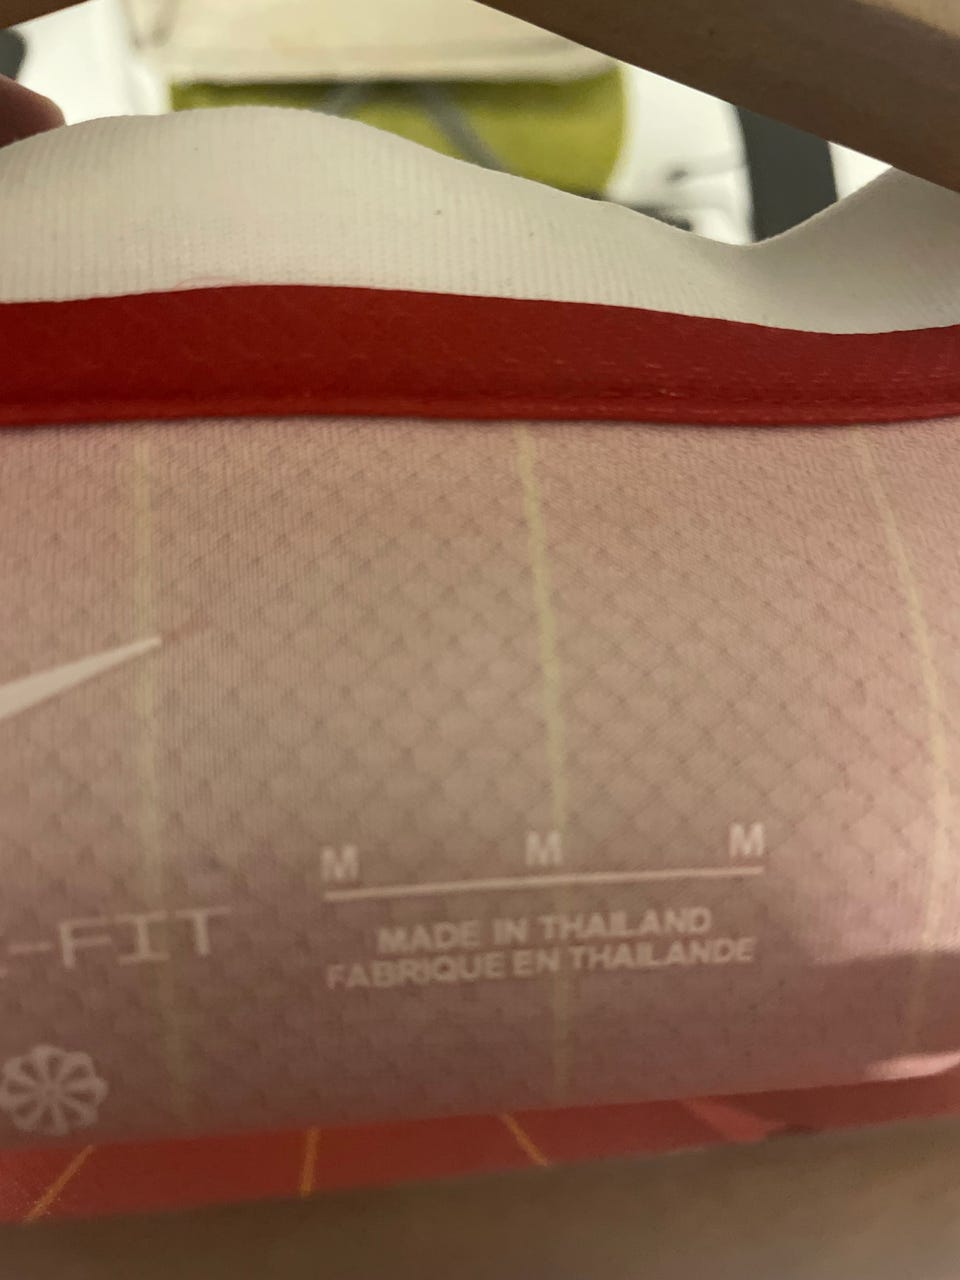 M M M
-FIT
MADE IN THAILAND
FABRIQUE EN THAILANDE